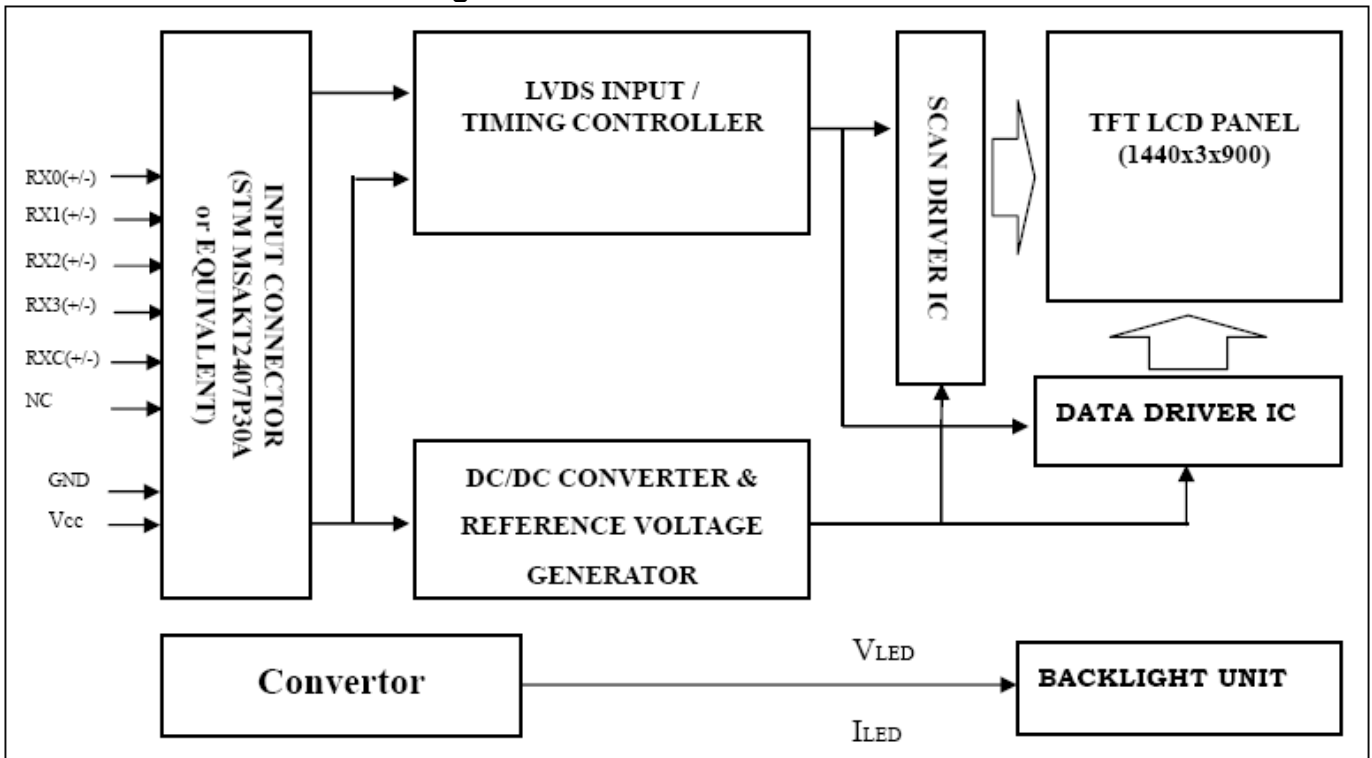 RX0(+/-)
RX1(+/-)
RX2(+/-)
RX3(+/-)
RXC(+/-)
NC
GND
Vcc
INPUT CONNECTOR
(STM MSAKT2407P30A
or EQUIVALENT)
LVDS INPUT /
TIMING CONTROLLER
SCAN DRIVER IC
TFT LCD PANEL
(1440x3x900)
DATA DRIVER IC
DC/DC CONVERTER &
REFERENCE VOLTAGE
GENERATOR
Convertor
VLED
ILED
BACKLIGHT UNIT